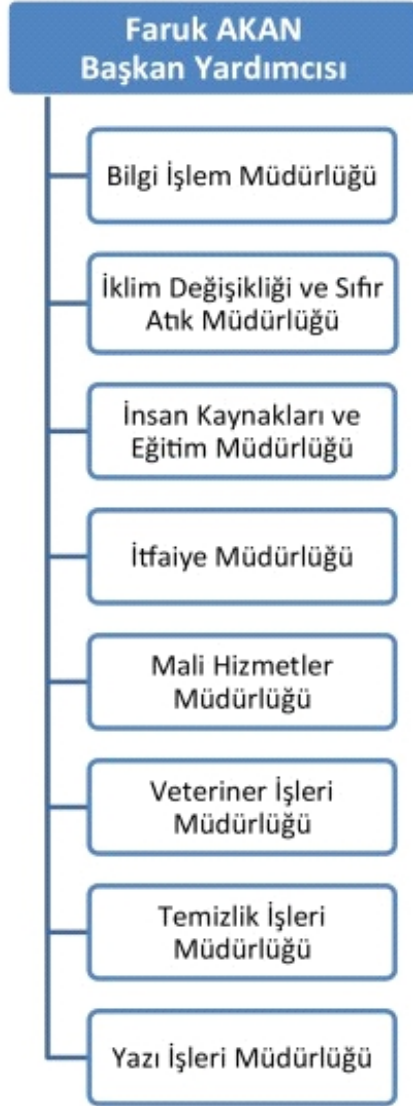 Faruk AKAN
Başkan Yardımcısı
Bilgi İşlem Müdürlüğü
İklim Değişikliği ve Sıfır
Atık Müdürlüğü
İnsan Kaynakları ve
Eğitim Müdürlüğü
İtfaiye Müdürlüğü
Mali Hizmetler
Müdürlüğü
Veteriner İşleri
Müdürlüğü
Temizlik İşleri
Müdürlüğü
Yazı İşleri Müdürlüğü